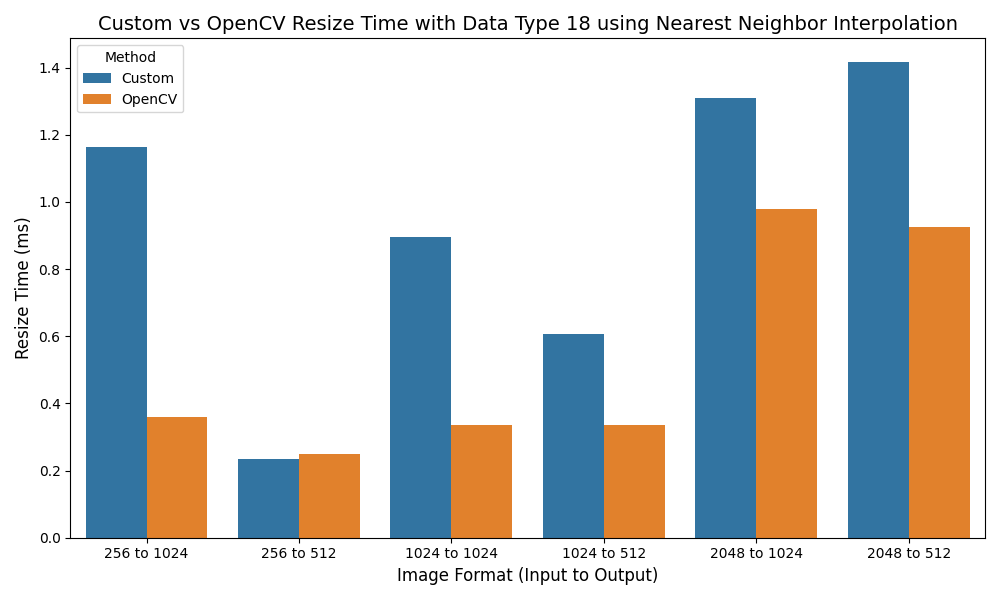 Custom vs OpenCV Resize Time with Data Type 18 using Nearest Neighbor Interpolation
Method
Custom
OpenCV
Resize Time (ms)
1.4
1.2
1.0
0.8
0.6
0.4
0.2
0.0
256 to 1024 256 to 512 1024 to 1024 1024 to 512 2048 to 1024 2048 to 512
Image Format (Input to Output)